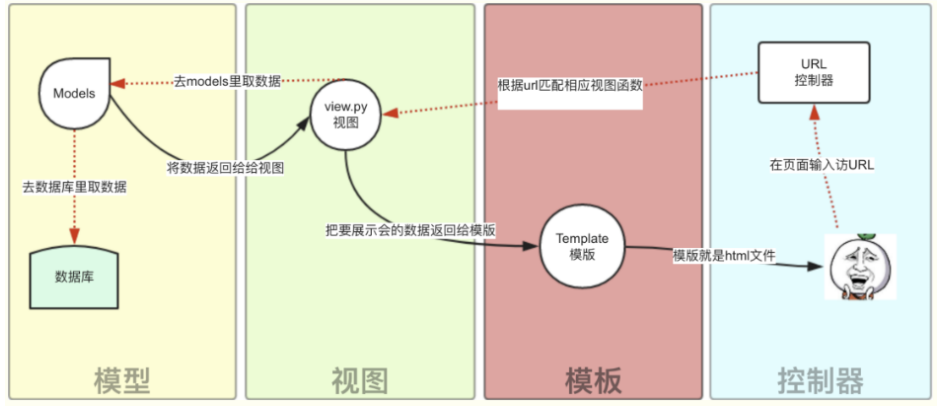 URL
控制器
Models
去models里取数据
根据url匹配相应视图函数
view.py
视图
将数据返回给给视图
在页面输入访URL
去数据库里取数据
把要展示会的数据返回给模版
Template
模版
模版就是html文件
数据库
模型
视图
模板
控制器